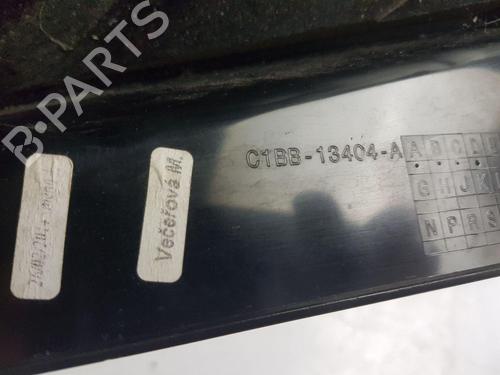 B-PARTS
C1BB-13404-A
A B C D
G H J K L
N P R S
Večeřová M.